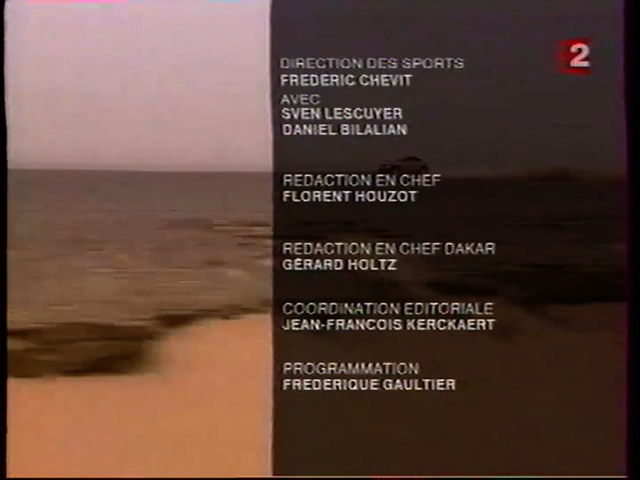 2
DIRECTION DES SPORTS
FREDERIC CHEVIT
AVEC
SVEN LESCUYER
DANIEL BILALIAN
REDACTION EN CHEF
FLORENT HOUZOT
REDACTION EN CHEF DAKAR
GÉRARD HOLTZ
COORDINATION EDITORIALE
JEAN-FRANCOIS KERCKAERT
PROGRAMMATION
FREDERIQUE GAULTIER